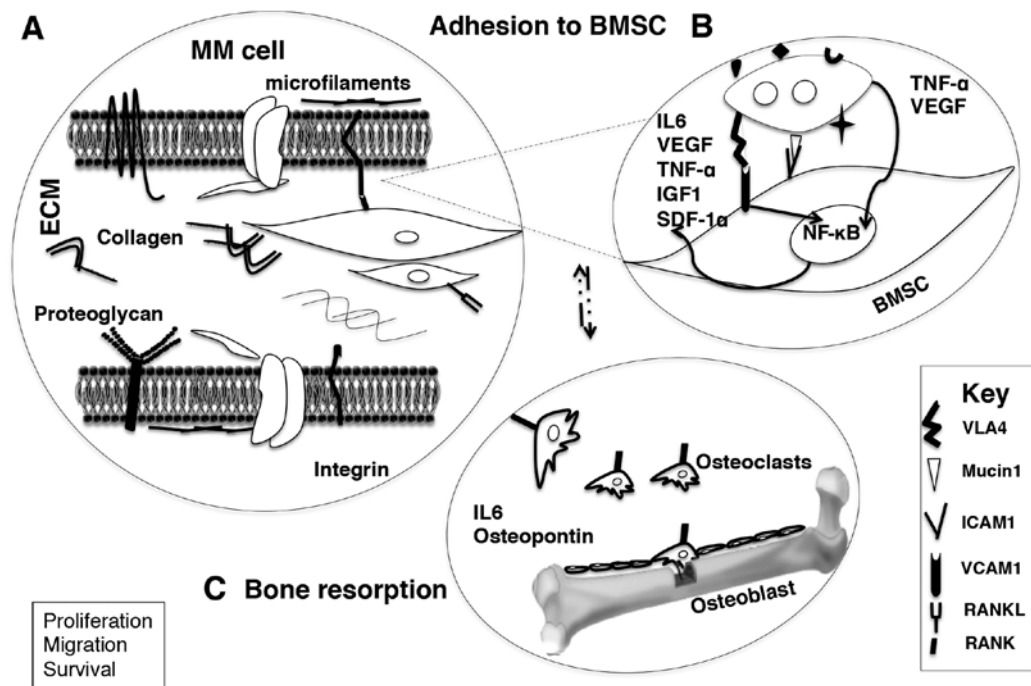 A
Adhesion to BMSC
B
MM cell
microfilaments
ECM
Collagen
Proteoglycan
Integrin
TNF-α
VEGF
IL6
VEGF
TNF-α
IGF1
SDF-1α
NF-κB
BMSC
Osteoclasts
IL6
Osteopontin
Osteoblast
C Bone resorption
Proliferation
Migration
Survival
Key
VLA4
Mucin1
ICAM1
VCAM1
RANKL
RANK